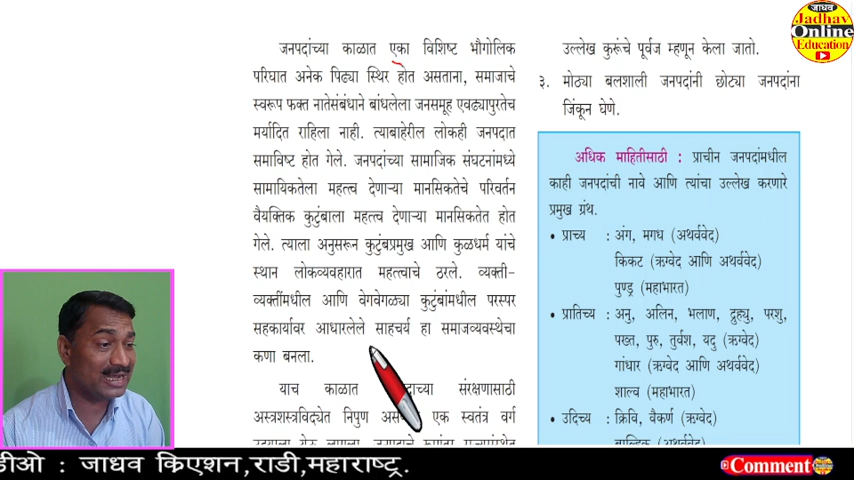 जनपदांच्या काळात एका विशिष्ट भौगोलिक
परिघात अनेक पिढ्या स्थिर होत असताना, समाजाचे
स्वरूप फक्त नातेसंबंधाने बांधलेला जनसमूह एवढ्यापुरतेच
मर्यादित राहिला नाही. त्याबाहेरील लोकही जनपदात
समाविष्ट होत गेले. जनपदांच्या सामाजिक संघटनांमध्ये
सामायिकतेला महत्त्व देणाऱ्या मानसिकतेचे परिवर्तन
वैयक्तिक कुटुंबाला महत्त्व देणाऱ्या मानसिकतेत होत
गेले. त्याला अनुसरून कुटुंबप्रमुख आणि कुळधर्म यांचे
स्थान लोकव्यवहारात महत्त्वाचे ठरले. व्यक्ती-
व्यक्तींमधील आणि वेगवेगळ्या कुटुंबांमधील परस्पर
सहकार्यावर आधारलेले साहचर्य हा समाजव्यवस्थेचा
कणा बनला.
याच काळात दाच्या संरक्षणासाठी
अस्त्रशस्त्रविद्येत निपुण एक स्वतंत्र वर्ग
उल्लेख कुरूंचे पूर्वज म्हणून केला जातो.
३. मोठ्या बलशाली जनपदांनी छोट्या जनपदांना
जिंकून घेणे.
अधिक माहितीसाठी : प्राचीन जनपदांमधील
काही जनपदांची नावे आणि त्यांचा उल्लेख करणारे
प्रमुख ग्रंथ.
• प्राच्य : अंग, मगध (अथर्ववेद)
किकट (ऋग्वेद आणि अथर्ववेद)
पुण्ड्र (महाभारत)
• प्रातिच्य : अनु, अलिन, भलाण, द्रुह्यु, परशु,
पख्त, पुरु, तुर्वश, यदु (ऋग्वेद)
गांधार (ऋग्वेद आणि अथर्ववेद)
शाल्व (महाभारत)
• उदिच्य : क्रिवि, वैकर्ण (ऋग्वेद)
जाधव
Jadhav
Online
Education
डीओ : जाधव किएशन,राडी,महाराष्ट्र.
Comment